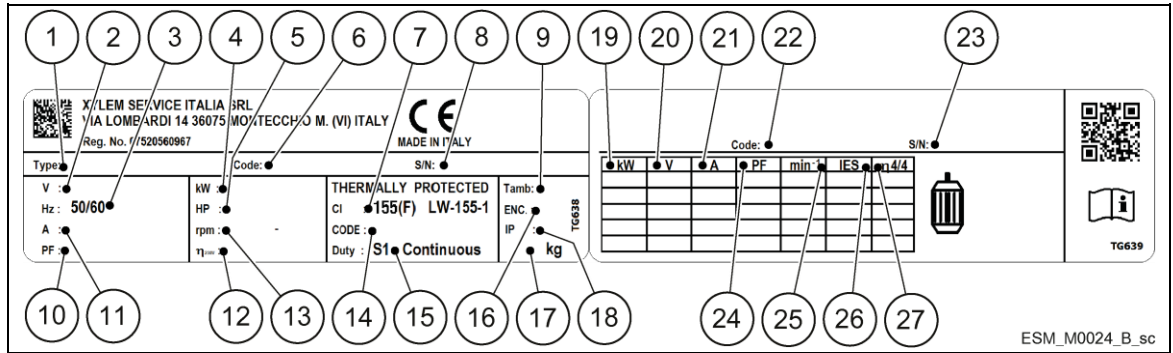 1 2 3 4 5 6 7 8 9 19 20 21 22 23
XYLEM SERVICE ITALIA SRL
VIA LOMBARDI 14 36075 MONTECCHIO M. (VI) ITALY
Reg. No. 07520560967
CE
MADE IN ITALY
Type: Code: S/N:
V :
Hz : 50/60
A :
PF :
kW :
HP :
rpm : -
η :
THERMALLY PROTECTED
CI : 155(F) LW-155-1
CODE :
Duty : S1 Continuous
Tamb:
ENC. :
IP :
kg
TG638
Code: S/N:
kW V A PF min-1 IES η4/4
i
TG639
10 11 12 13 14 15 16 17 18 24 25 26 27
ESM_M0024_B_sc